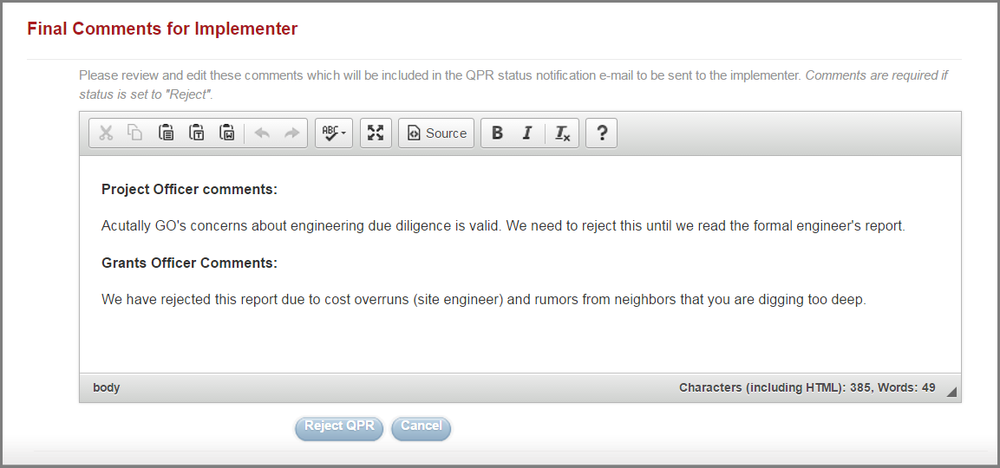 Final Comments for Implementer
Please review and edit these comments which will be included in the QPR status notification e-mail to be sent to the implementer. Comments are required if
status is set to "Reject".
ABC
Source
B I Tx ?
Project Officer comments:
Acutally GO's concerns about engineering due diligence is valid. We need to reject this until we read the formal engineer's report.
Grants Officer Comments:
We have rejected this report due to cost overruns (site engineer) and rumors from neighbors that you are digging too deep.
body
Characters (including HTML): 385, Words: 49
Reject QPR
Cancel